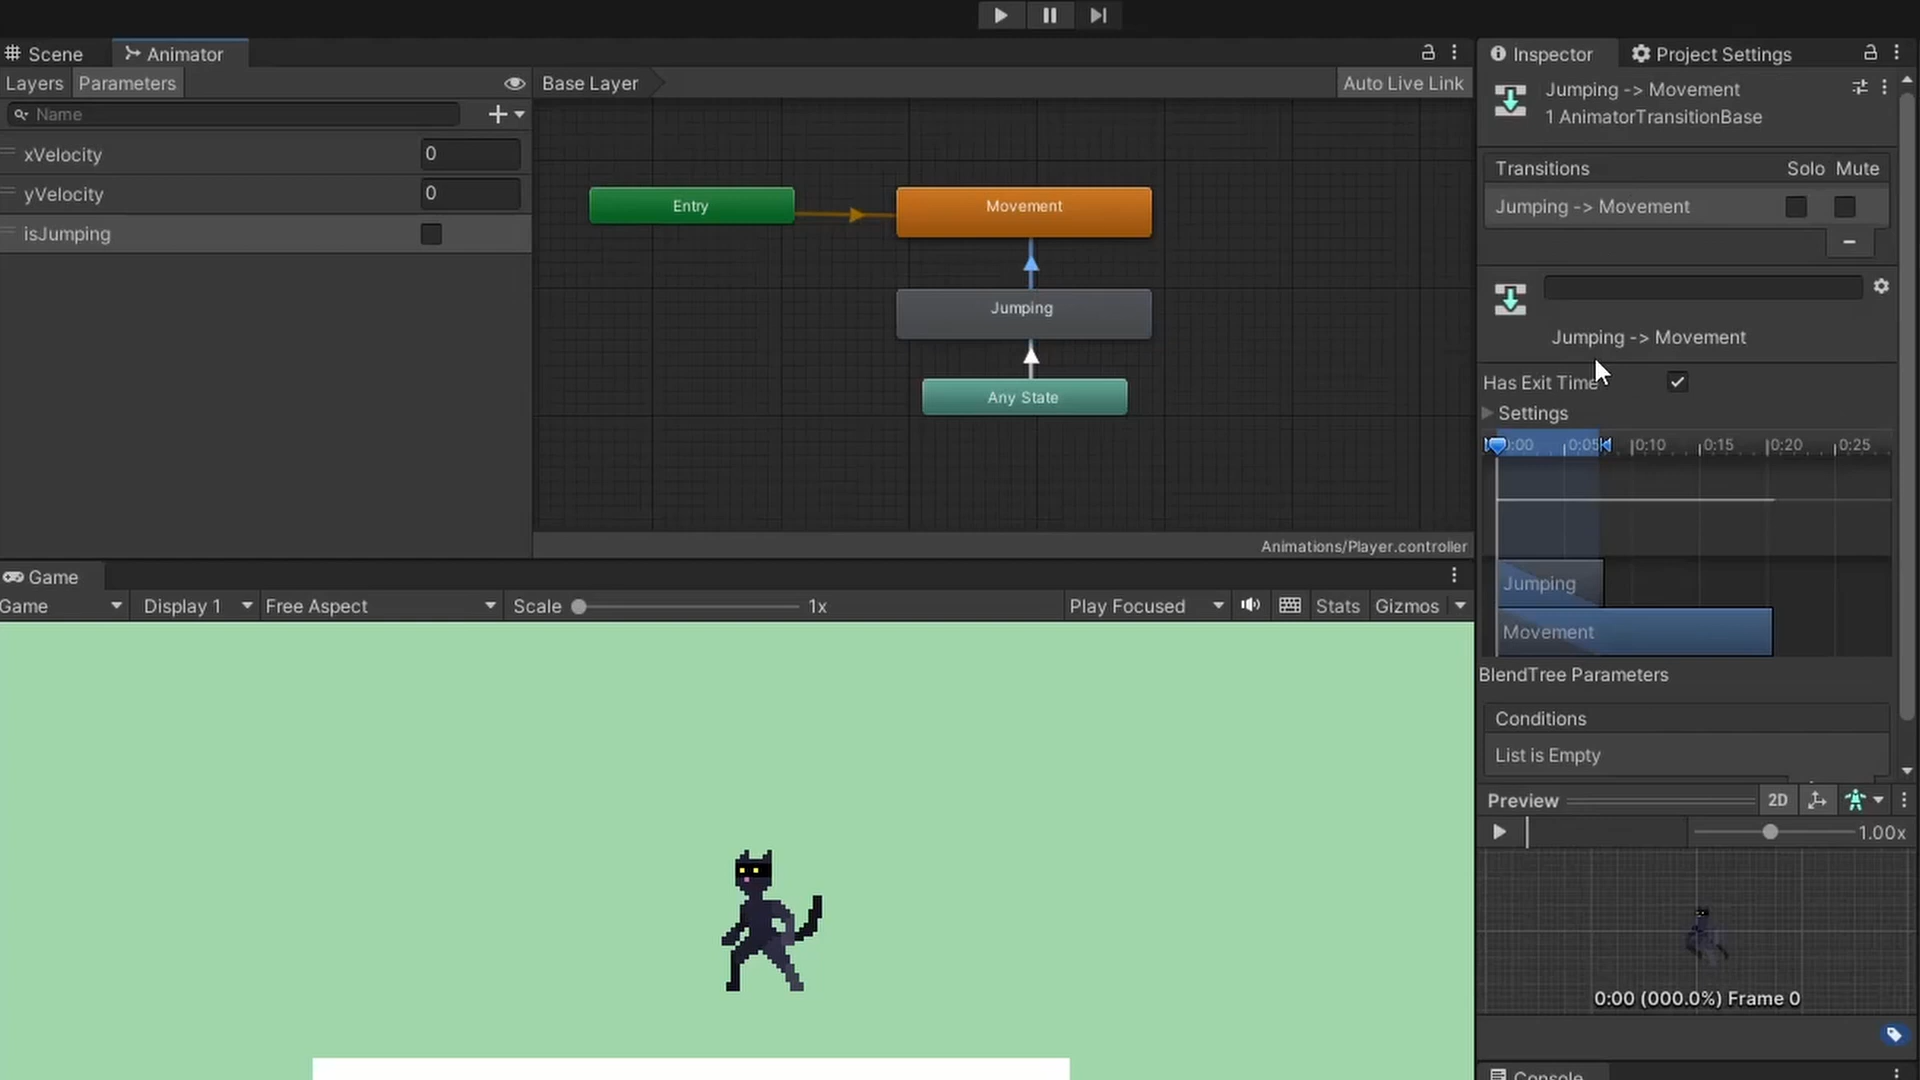 Scene
Animator
Layers
Parameters
Name
xVelocity
0
yVelocity
0
isJumping
Base Layer
Auto Live Link
Entry
Movement
Jumping
Any State
Animations/Player.controller
Game
Game
Display 1
Free Aspect
Scale
1x
Play Focused
Stats
Gizmos
Inspector
Project Settings
Jumping -> Movement
1 AnimatorTransitionBase
Transitions
Solo
Mute
Jumping -> Movement
Jumping -> Movement
Has Exit Time
Settings
:00
0:05
0:10
0:15
0:20
0:25
Jumping
Movement
BlendTree Parameters
Conditions
List is Empty
Preview
2D
1.00x
0:00 (000.0%) Frame 0
Console